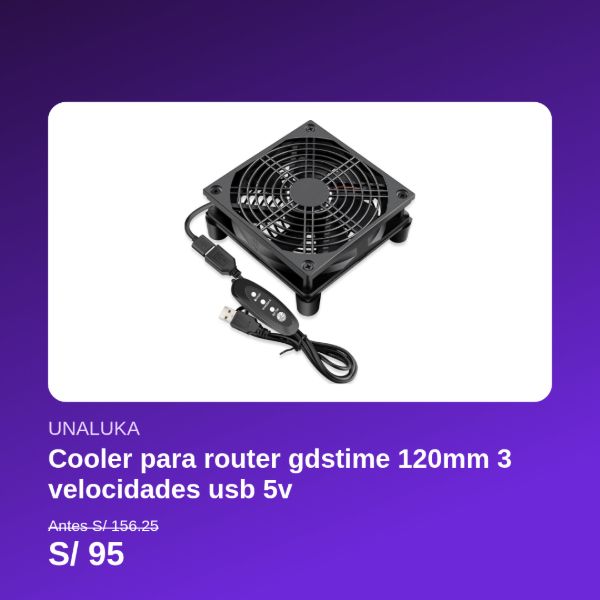 UNALUKA
Cooler para router gdstime 120mm 3
velocidades usb 5v
Antes S/ 156.25
S/ 95